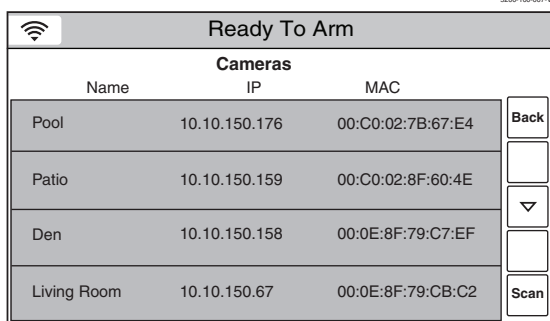 Ready To Arm
Cameras
Name IP MAC
Pool 10.10.150.176 00:C0:02:7B:67:E4
Back
Patio 10.10.150.159 00:C0:02:8F:60:4E
Den 10.10.150.158 00:0E:8F:79:C7:EF
Living Room 10.10.150.67 00:0E:8F:79:CB:C2
Scan